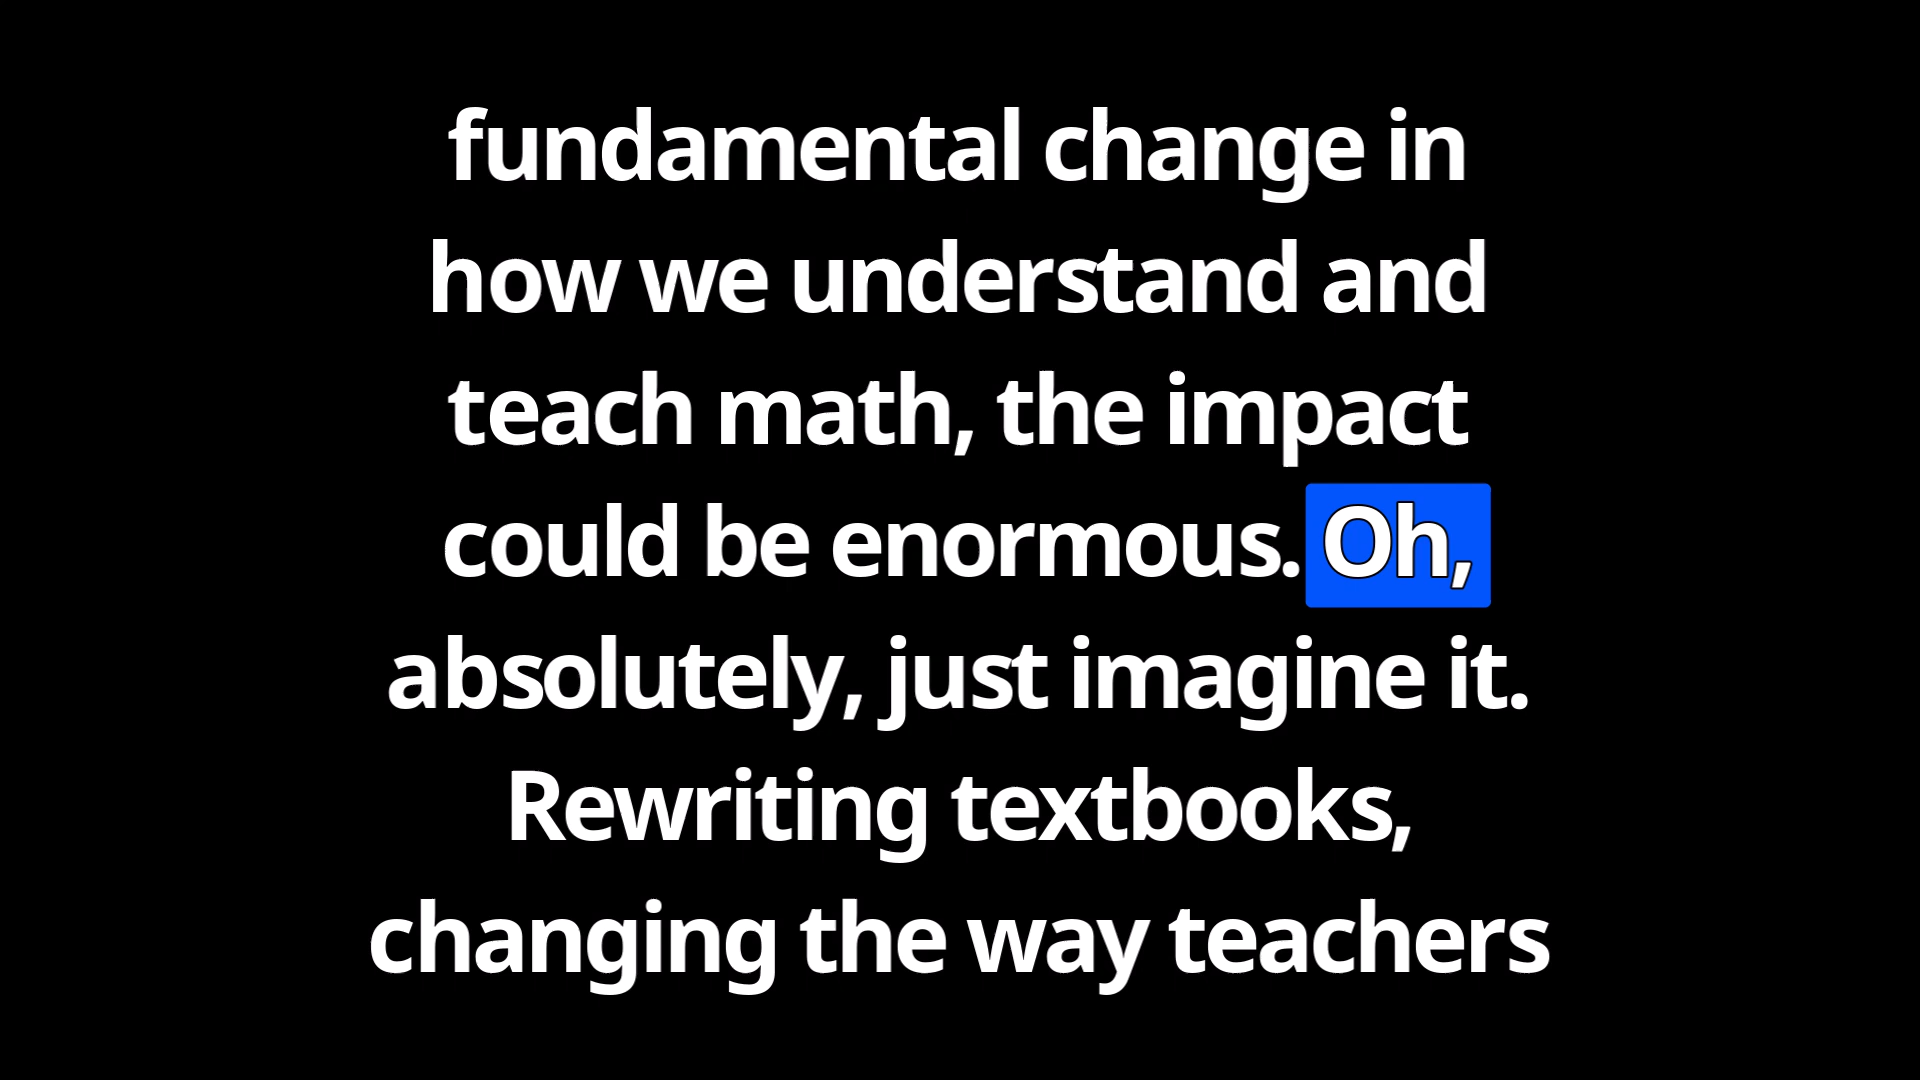 fundamental change in
how we understand and
teach math, the impact
could be enormous. Oh,
absolutely, just imagine it.
Rewriting textbooks,
changing the way teachers